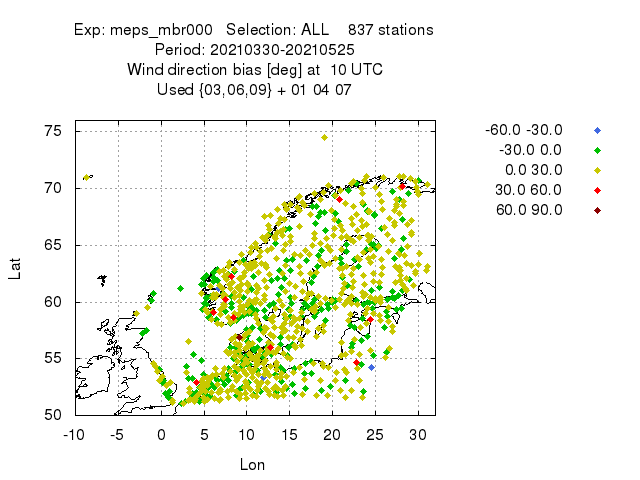 Exp: meps_mbr000 Selection: ALL 837 stations
Period: 20210330-20210525
Wind direction bias [deg] at 10 UTC
Used {03,06,09} + 01 04 07
75
70
65
60
55
50
Lat
-10 -5 0 5 10 15 20 25 30
Lon
-60.0 -30.0
-30.0 0.0
0.0 30.0
30.0 60.0
60.0 90.0